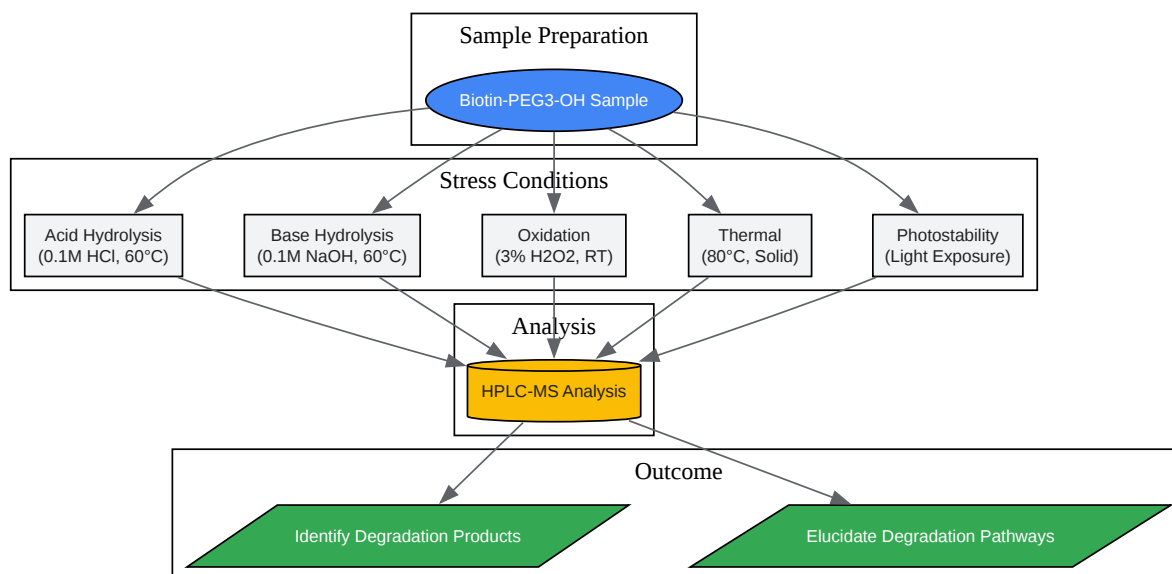 Sample Preparation
Biotin-PEG3-OH Sample
Stress Conditions
Acid Hydrolysis
(0.1M HCl, 60°C)
Base Hydrolysis
(0.1M NaOH, 60°C)
Oxidation
(3% H2O2, RT)
Thermal
(80°C, Solid)
Photostability
(Light Exposure)
Analysis
HPLC-MS Analysis
Outcome
Identify Degradation Products
Elucidate Degradation Pathways